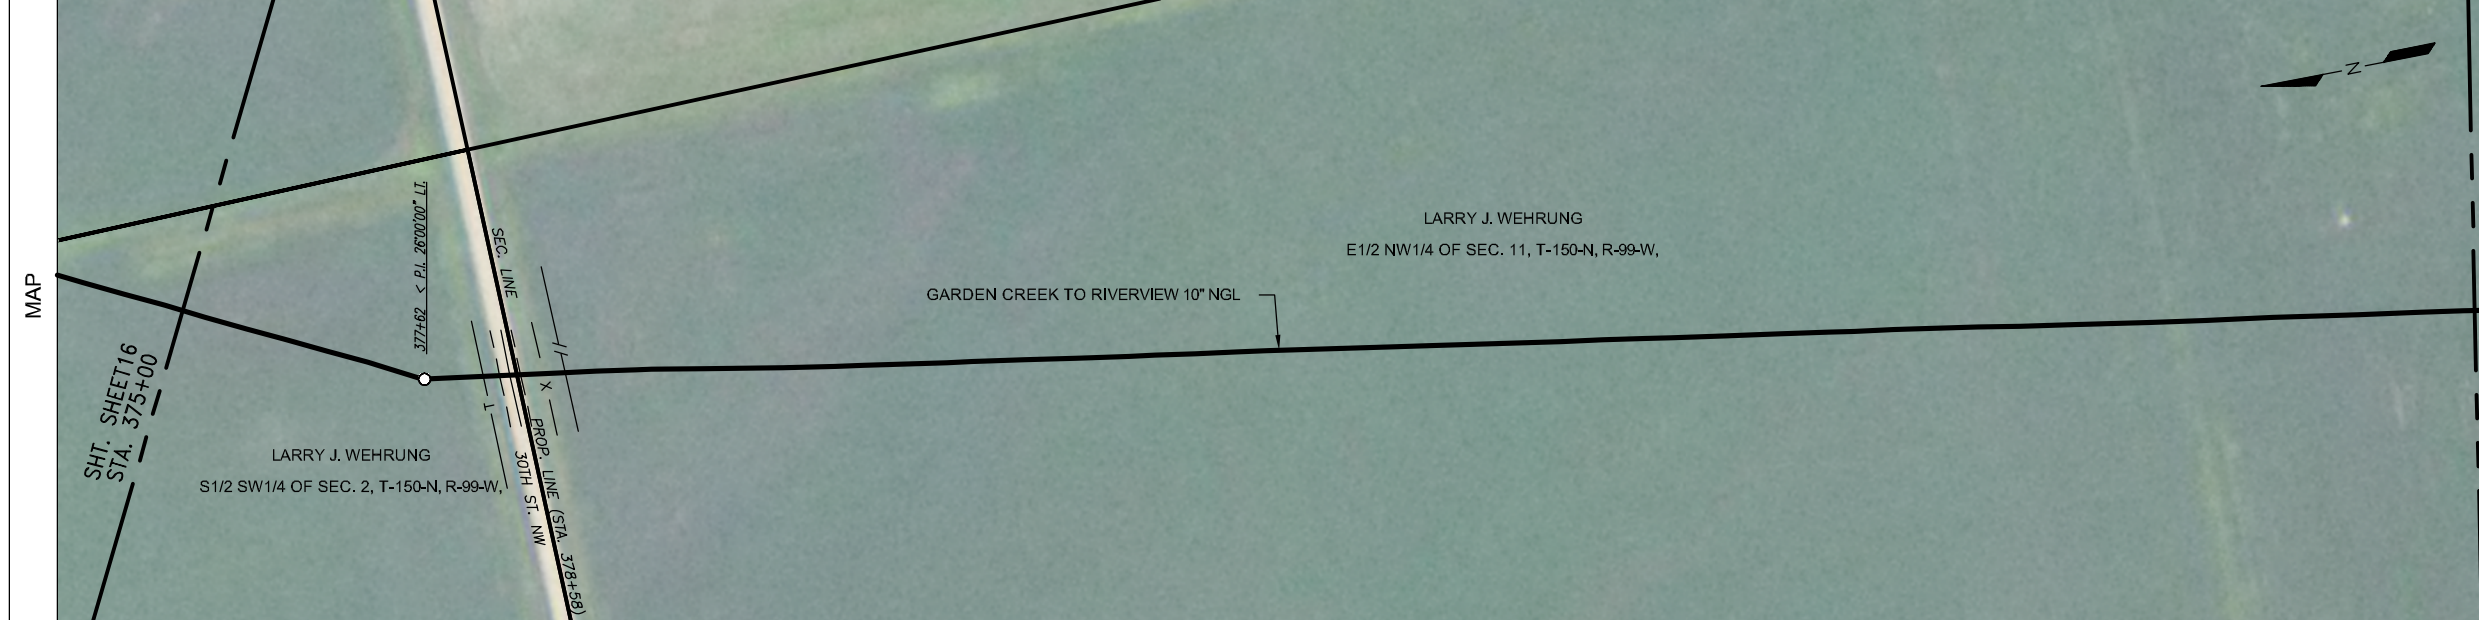 MAP
SHT. SHEET16
STA. 375+00
377+62 < P.I. 26°00'00" LT.
SEC. LINE
LARRY J. WEHRUNG
E1/2 NW1/4 OF SEC. 11, T-150-N, R-99-W,
GARDEN CREEK TO RIVERVIEW 10" NGL
N
T
X
PROP. LINE (STA. 378+58)
30TH ST. NW
LARRY J. WEHRUNG
S1/2 SW1/4 OF SEC. 2, T-150-N, R-99-W,